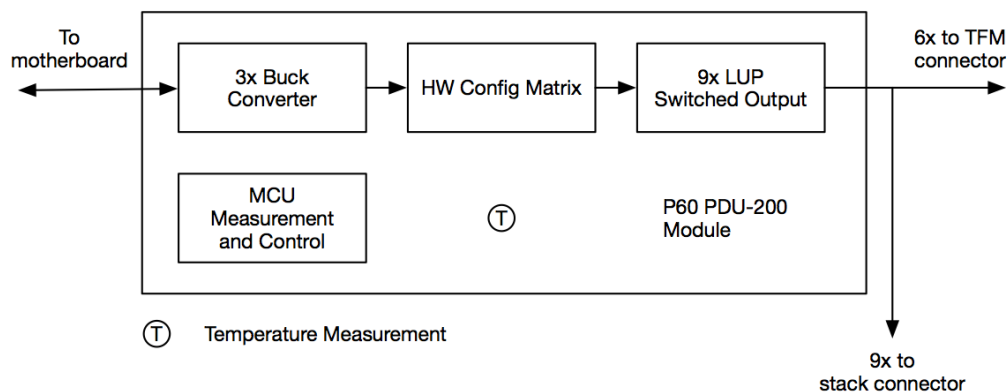 To
motherboard
3x Buck
Converter
HW Config Matrix
9x LUP
Switched Output
6x to TFM
connector
MCU
Measurement
and Control
T
P60 PDU-200
Module
T Temperature Measurement
9x to
stack connector